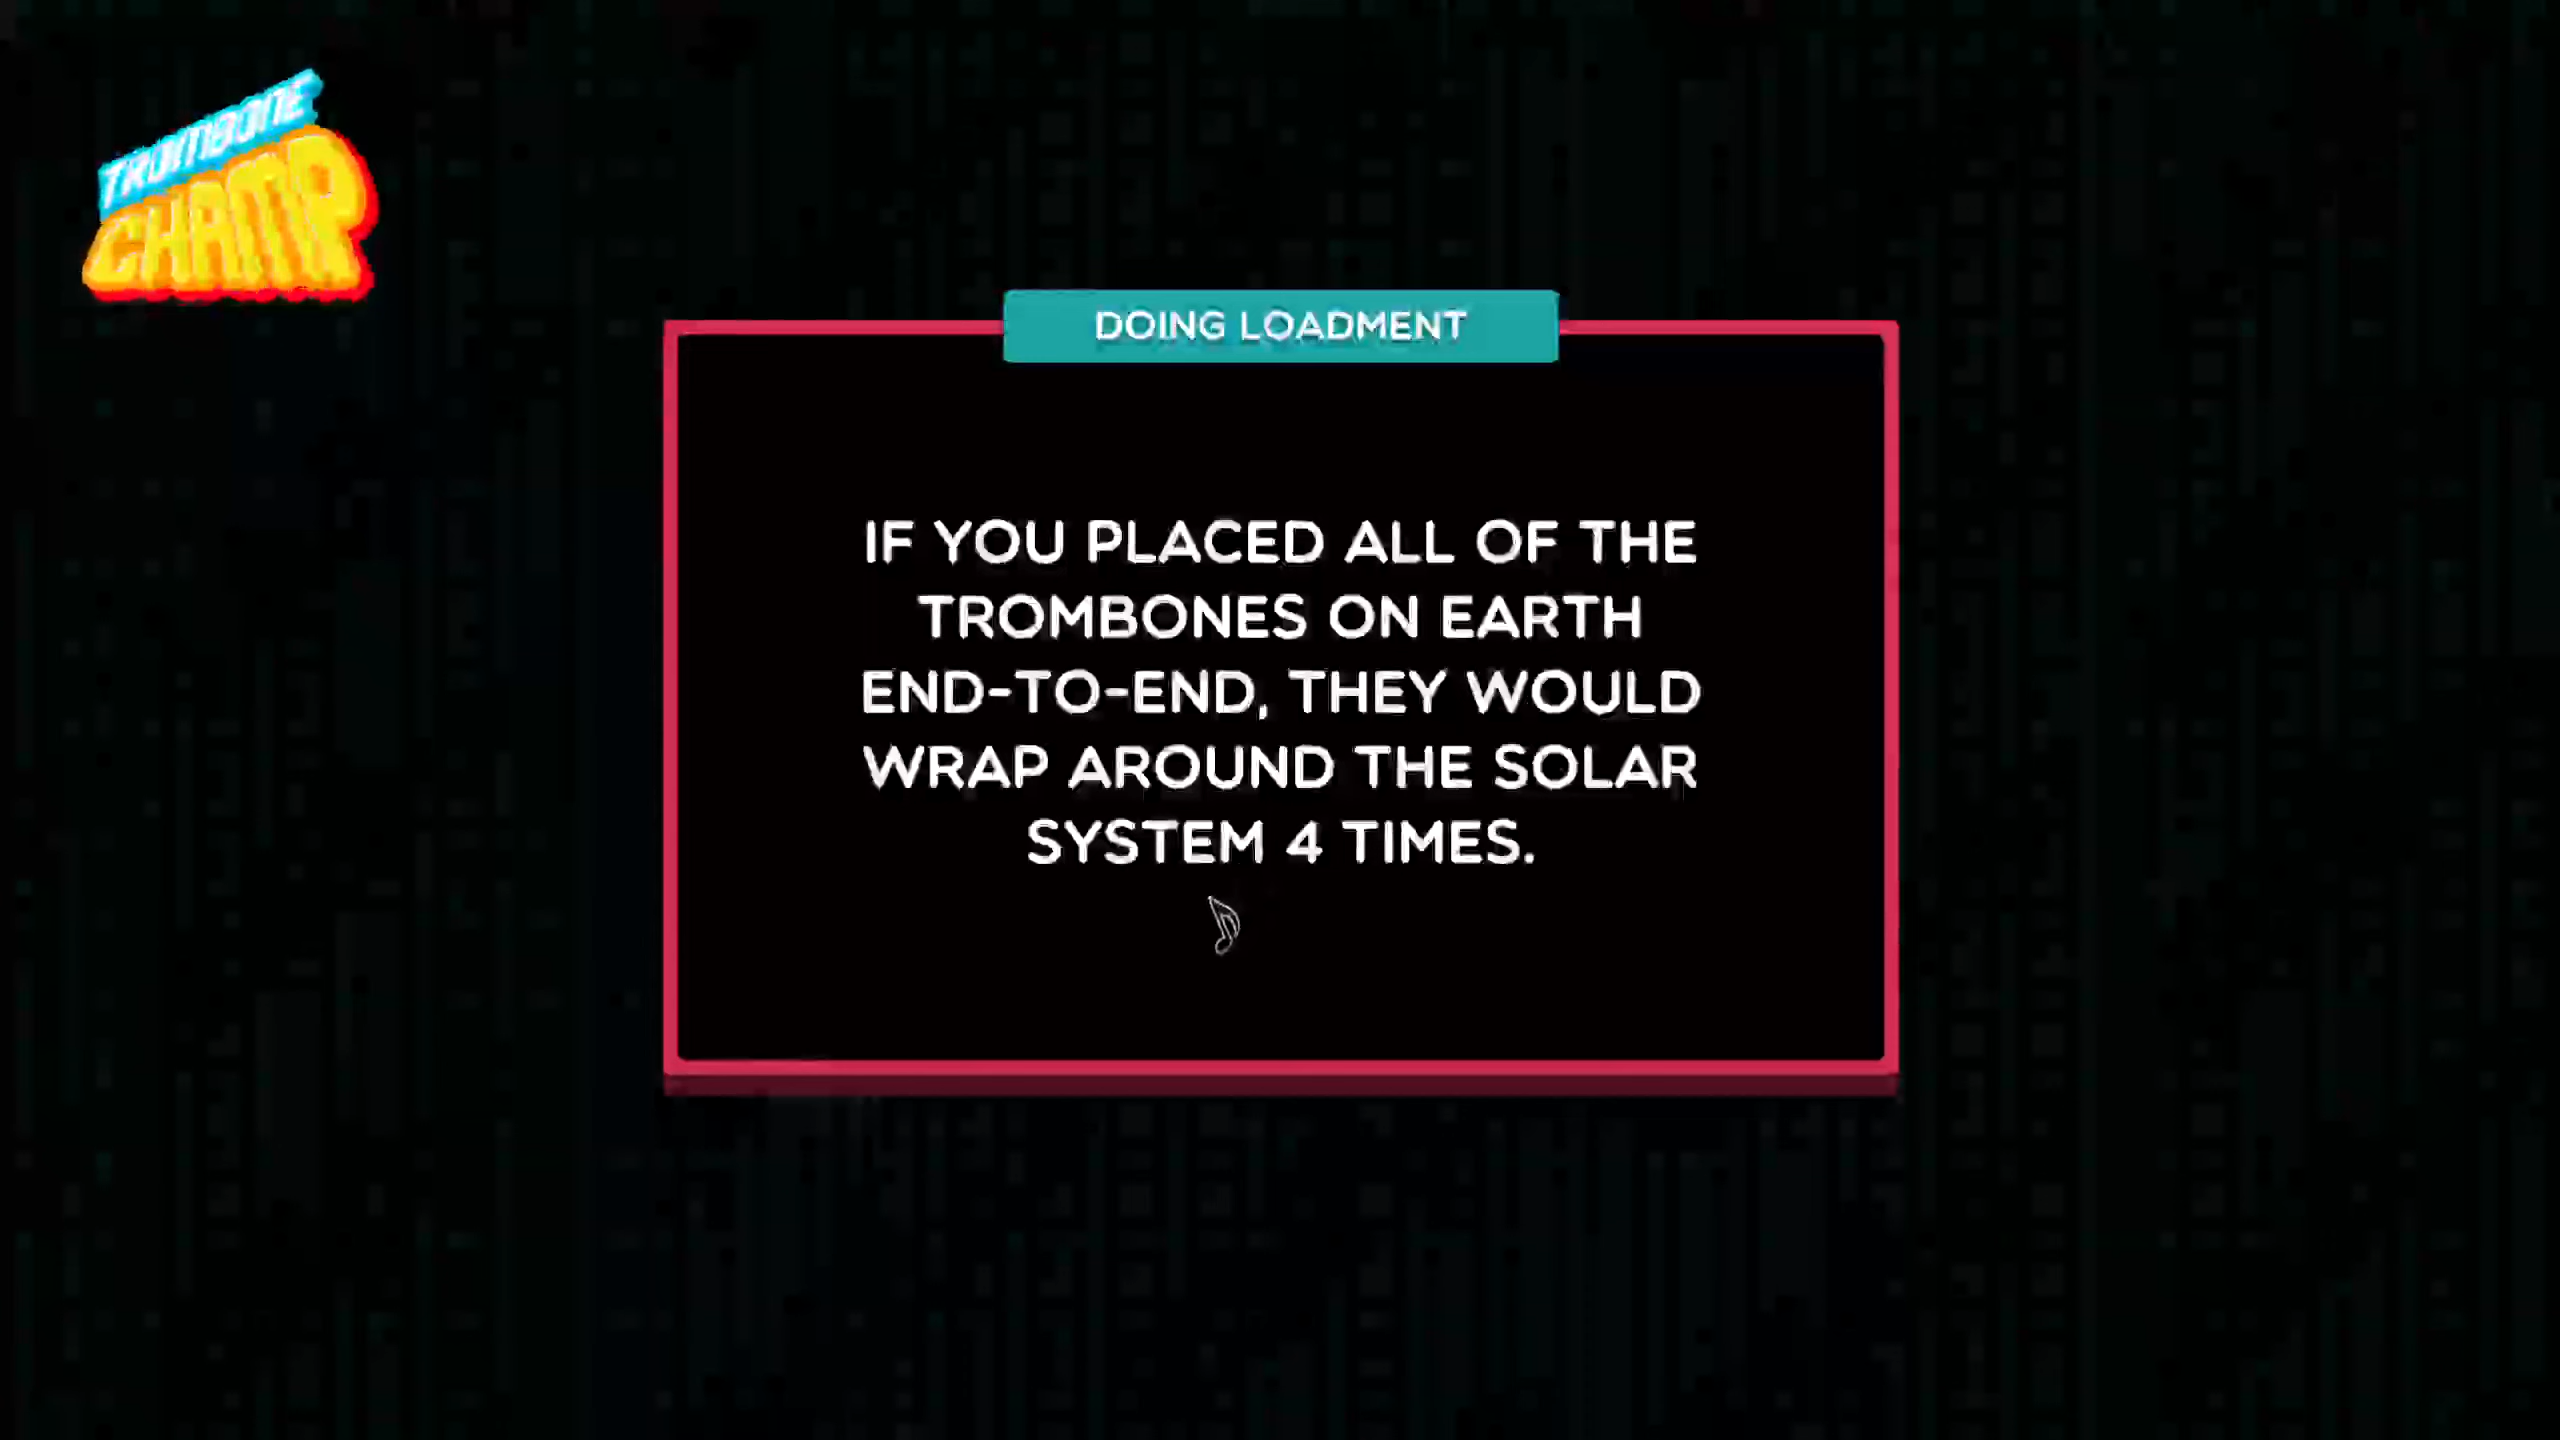 TROMBONE
CHAMP
DOING LOADMENT
IF YOU PLACED ALL OF THE
TROMBONES ON EARTH
END-TO-END, THEY WOULD
WRAP AROUND THE SOLAR
SYSTEM 4 TIMES.